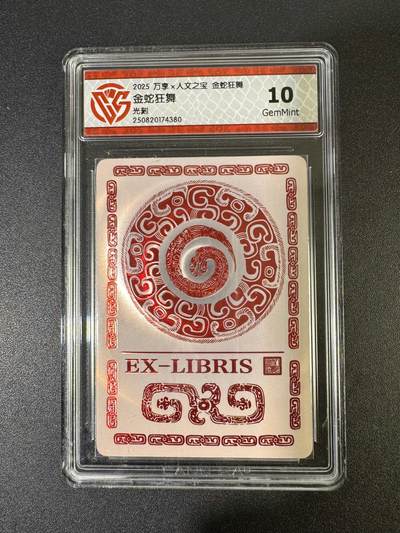 2025 万享×人文之宝 金蛇狂舞
金蛇狂舞
光刻
250820174380
10
GemMint
EX-LIBRIS